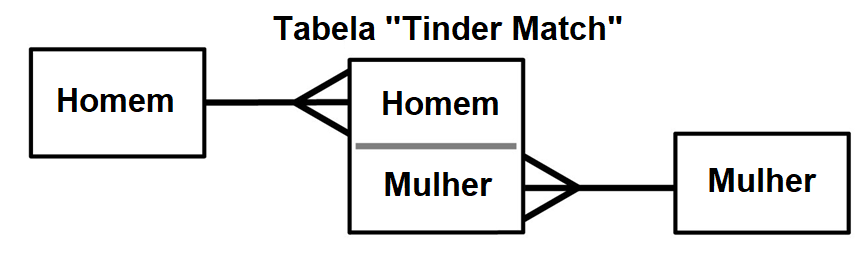 Tabela "Tinder Match"
Homem
Homem
Mulher
Mulher